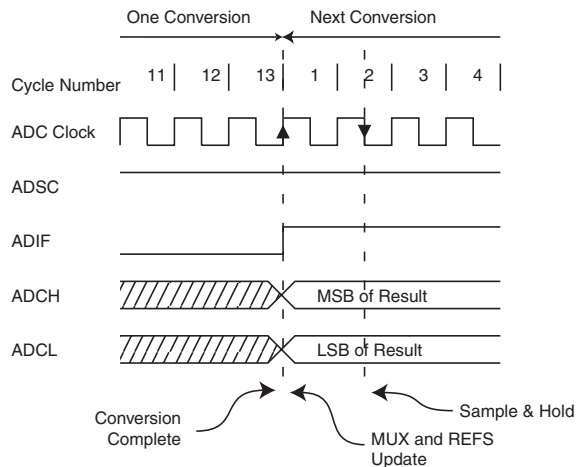 One Conversion Next Conversion
Cycle Number 11 12 13 1 2 3 4
ADC Clock
ADSC
ADIF
ADCH MSB of Result
ADCL LSB of Result
Sample & Hold
Conversion
Complete
MUX and REFS
Update